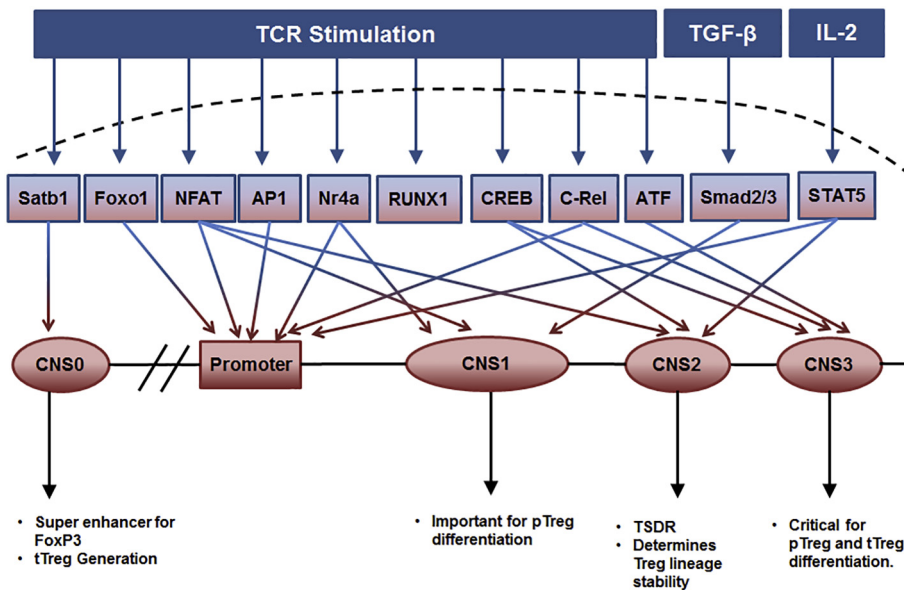 TCR Stimulation
TGF-β
IL-2
Satb1
Foxo1
NFAT
AP1
Nr4a
RUNX1
CREB
C-Rel
ATF
Smad2/3
STAT5
CNS0
Promoter
CNS1
CNS2
CNS3
• Super enhancer for
FoxP3
• tTreg Generation
• Important for pTreg
differentiation
• TSDR
• Determines
Treg lineage
stability
• Critical for
pTreg and tTreg
differentiation.